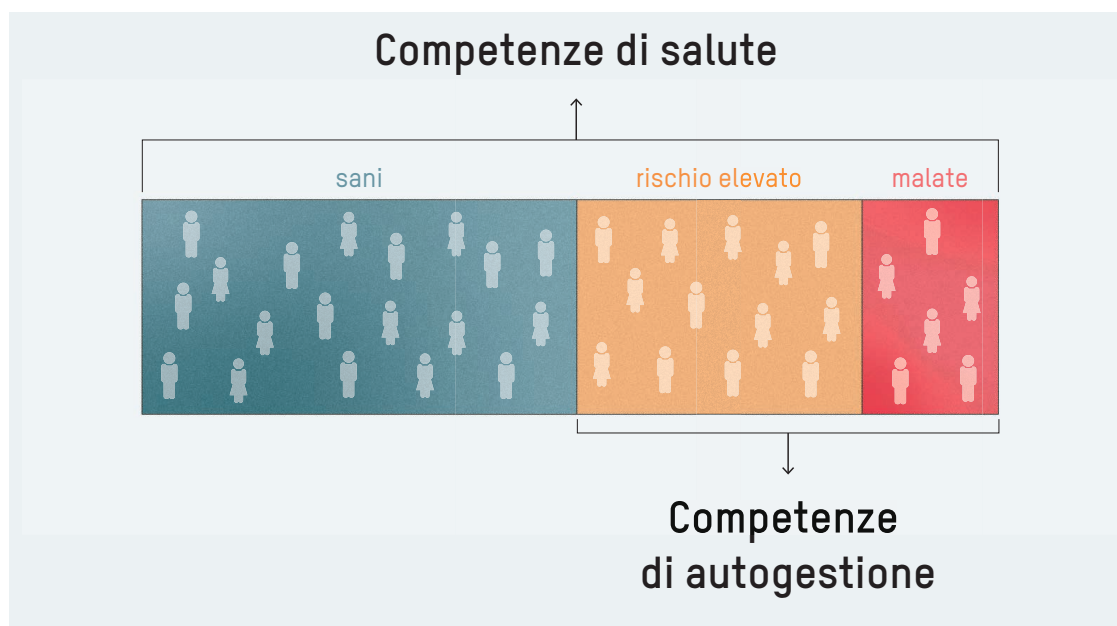 Competenze di salute
sani
rischio elevato
malate
Competenze
di autogestione